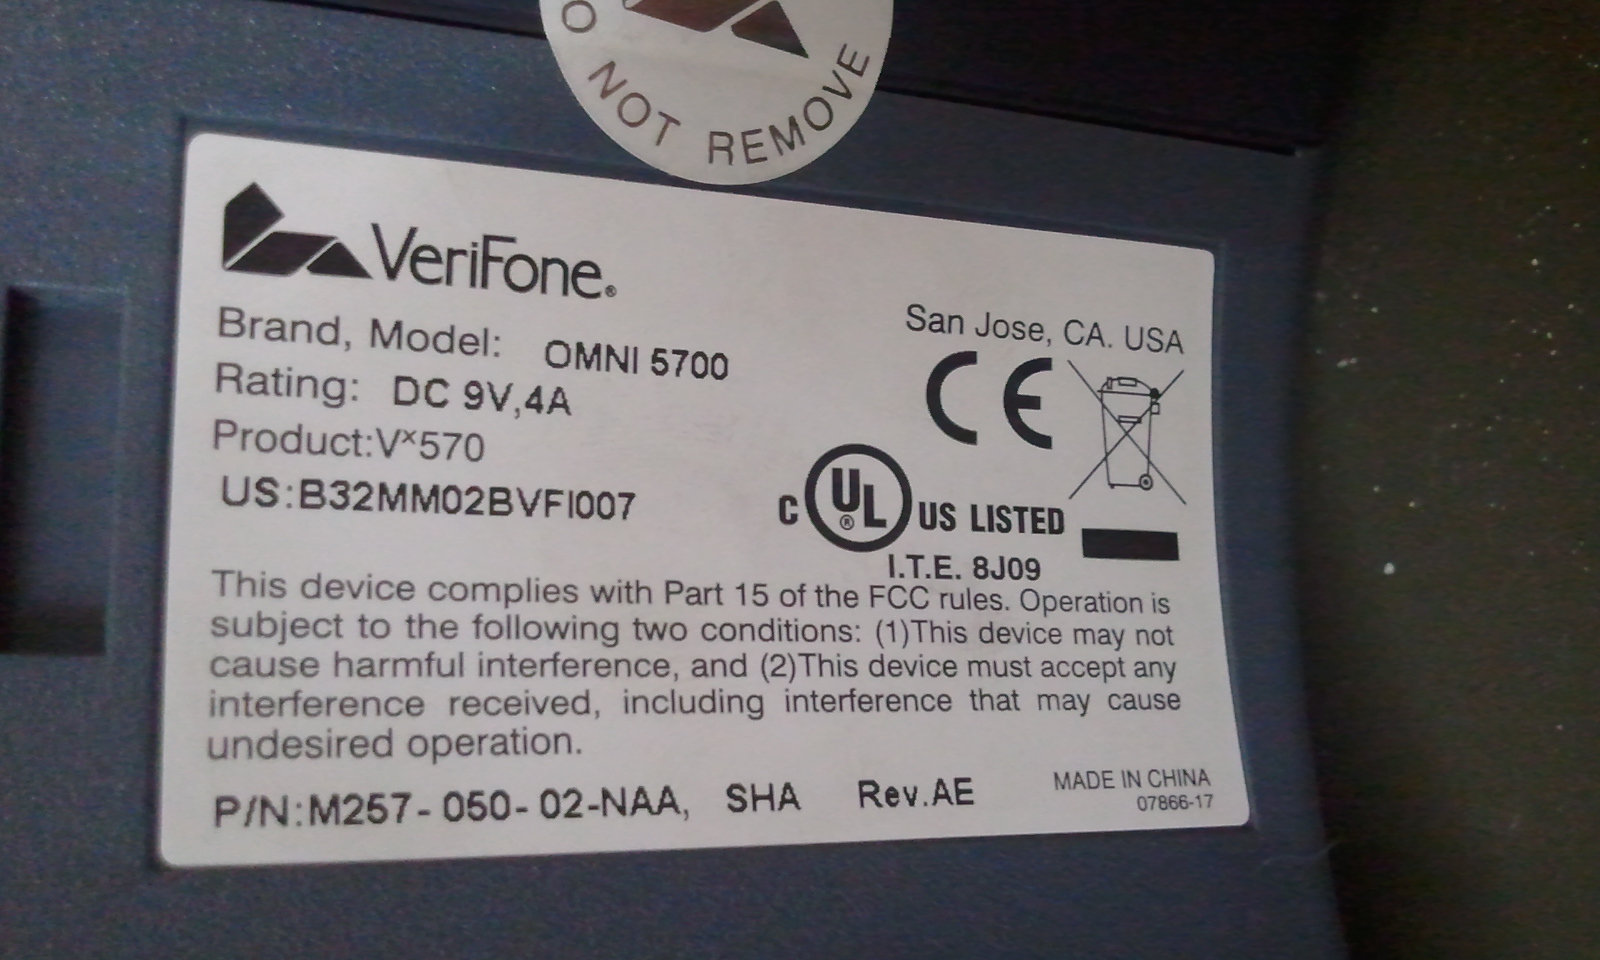 O NOT REMOVE
VeriFone®
San Jose, CA. USA
Brand, Model: OMNI 5700
Rating: DC 9V,4A
Product:Vx570
US:B32MM02BVFI007
CE
C UL® US LISTED
I.T.E. 8J09
This device complies with Part 15 of the FCC rules. Operation is
subject to the following two conditions: (1)This device may not
cause harmful interference, and (2)This device must accept any
interference received, including interference that may cause
undesired operation.
P/N:M257-050-02-NAA, SHA Rev.AE
MADE IN CHINA
07866-17